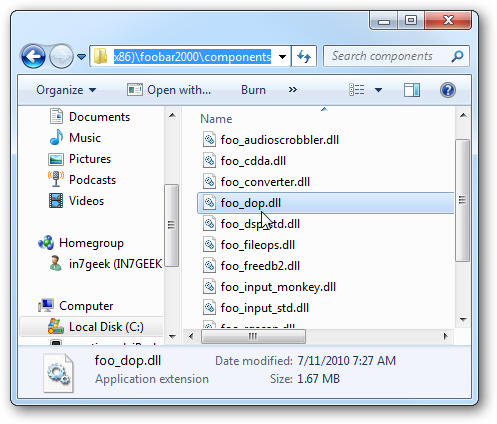 x86)\foobar2000\components
Search components
Organize
Open with...
Burn
»
Documents
Music
Pictures
Podcasts
Videos
Homegroup
in7geek (IN7GEEK
Computer
Local Disk (C:)
Name
foo_audioscrobbler.dll
foo_cdda.dll
foo_converter.dll
foo_dop.dll
foo_dsp_std.dll
foo_fileops.dll
foo_freedb2.dll
foo_input_monkey.dll
foo_input_std.dll
foo_dop.dll
Date modified: 7/11/2010 7:27 AM
Application extension
Size: 1.67 MB